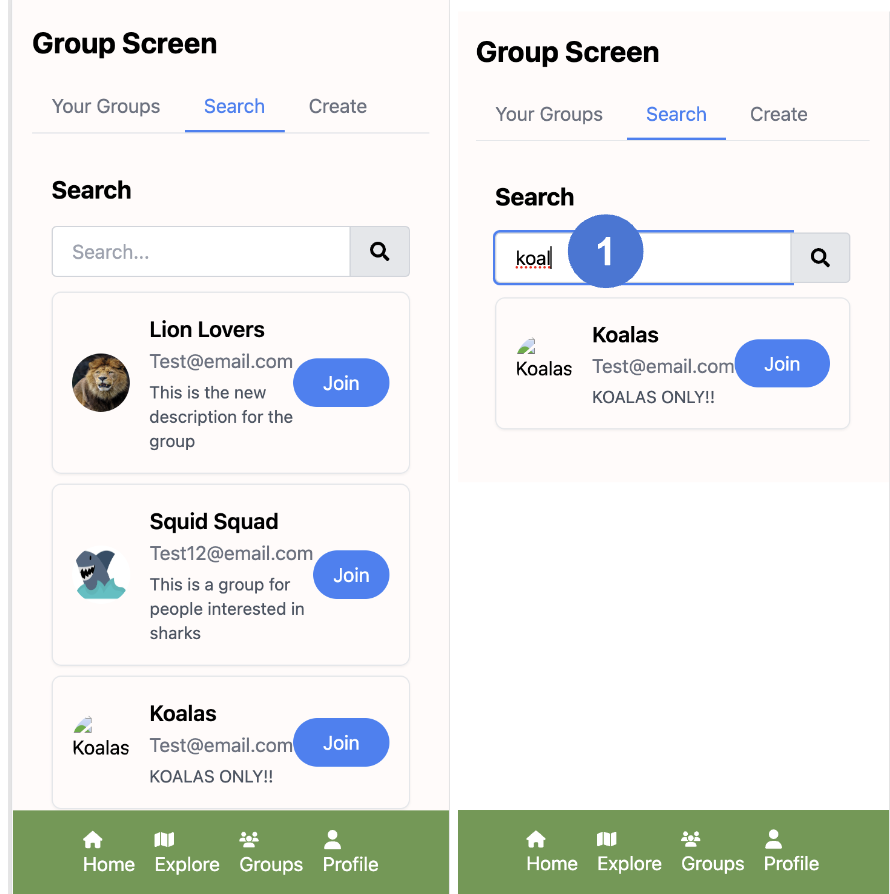 Group Screen
Your Groups Search Create
Search
Search...
Lion Lovers
Test@email.com
This is the new
description for the
group
Join
Squid Squad
Test12@email.com
This is a group for
people interested in
sharks
Join
Koalas
Koalas
Test@email.com
KOALAS ONLY!!
Join
Home Explore Groups Profile
Group Screen
Your Groups Search Create
Search
koal
1
Koalas
Koalas
Test@email.com
KOALAS ONLY!!
Join
Home Explore Groups Profile